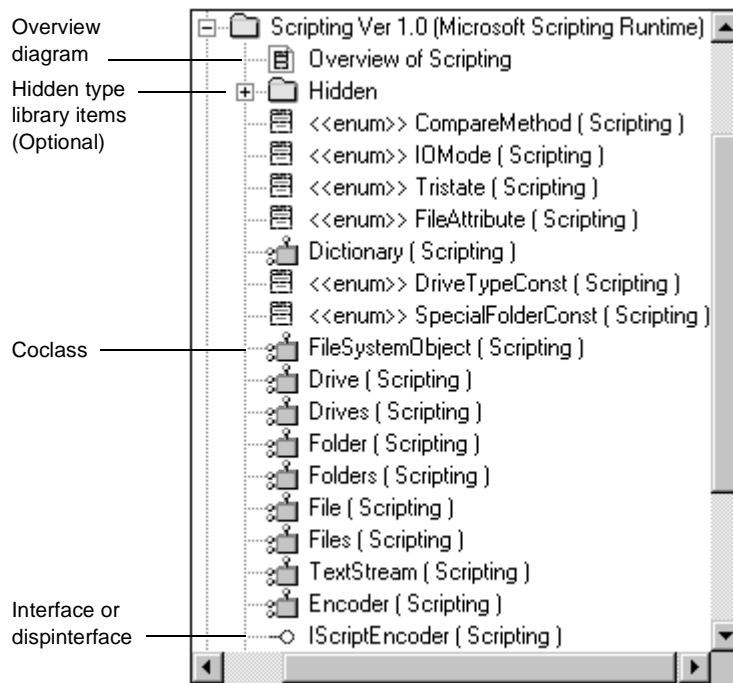 Overview
diagram
Hidden type
library items
(Optional)
Coclass
Interface or
dispinterface
Scripting Ver 1.0 (Microsoft Scripting Runtime)
Overview of Scripting
Hidden
<<enum>> CompareMethod ( Scripting )
<<enum>> IOMode ( Scripting )
<<enum>> Tristate ( Scripting )
<<enum>> FileAttribute ( Scripting )
Dictionary ( Scripting )
<<enum>> DriveTypeConst ( Scripting )
<<enum>> SpecialFolderConst ( Scripting )
FileSystemObject ( Scripting )
Drive ( Scripting )
Drives ( Scripting )
Folder ( Scripting )
Folders ( Scripting )
File ( Scripting )
Files ( Scripting )
TextStream ( Scripting )
Encoder ( Scripting )
IScriptEncoder ( Scripting )